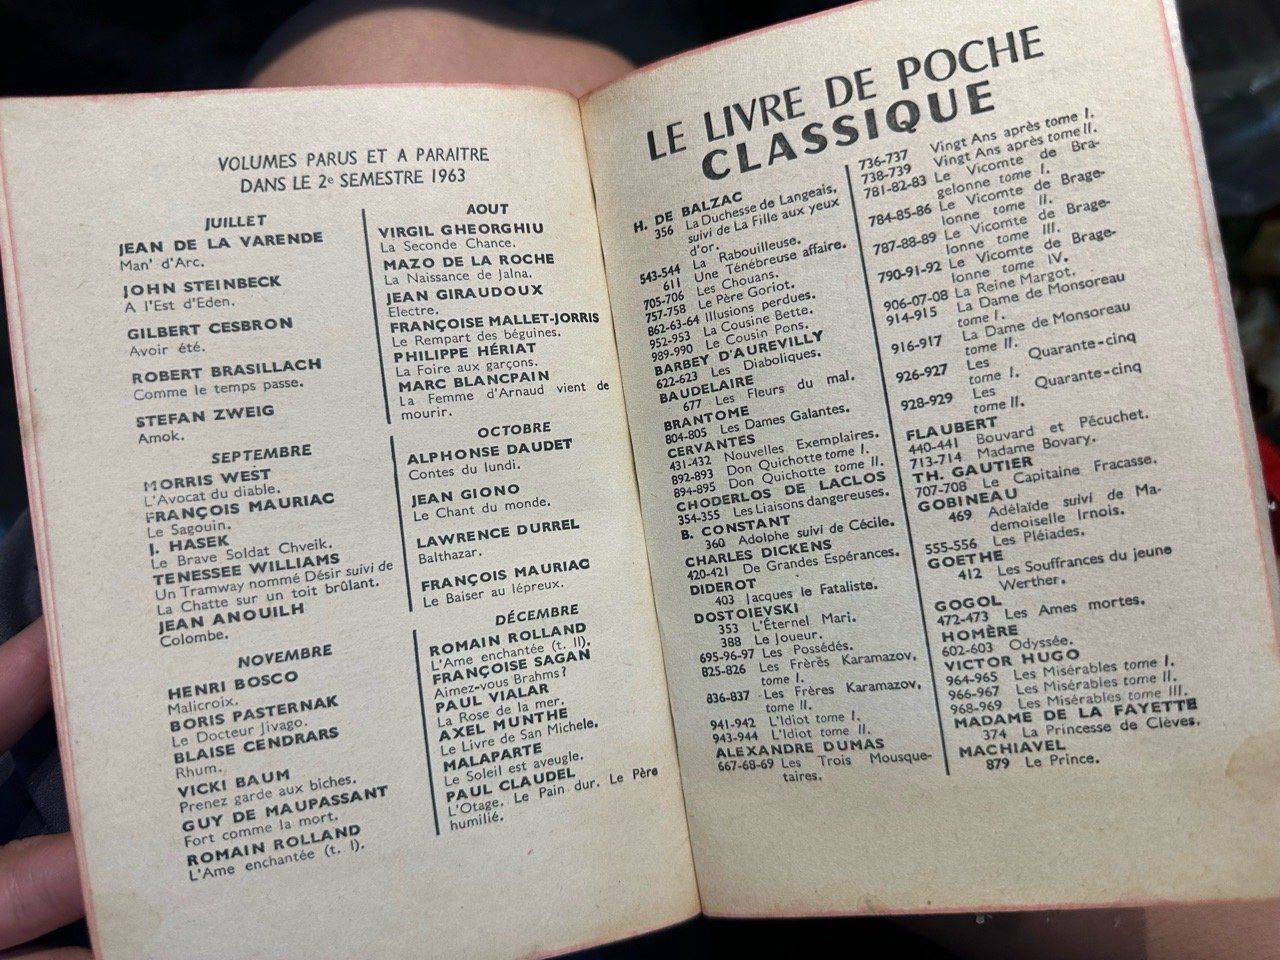 VOLUMES PARUS ET A PARAITRE
DANS LE 2e SEMESTRE 1963
JUILLET
JEAN DE LA VARENDE
Man' d'Arc.
JOHN STEINBECK
A l'Est d'Eden.
GILBERT CESBRON
Avoir été.
ROBERT BRASILLACH
Comme le temps passe.
STEFAN ZWEIG
Amok.
AOUT
VIRGIL GHEORGHIU
La Seconde Chance.
MAZO DE LA ROCHE
La Naissance de Jalna.
JEAN GIRAUDOUX
Electre.
FRANÇOISE MALLET-JORRIS
Le Rempart des béguines.
PHILIPPE HÉRIAT
La Foire aux garçons.
MARC BLANCPAIN
La Femme d'Arnaud vient de
mourir.
SEPTEMBRE
MORRIS WEST
L'Avocat du diable.
FRANÇOIS MAURIAC
Le Sagouin.
J. HASEK
Le Brave Soldat Chveik.
TENESSEE WILLIAMS
Un Tramway nommé Désir suivi de
La Chatte sur un toit brûlant.
JEAN ANOUILH
Colombe.
OCTOBRE
ALPHONSE DAUDET
Contes du lundi.
JEAN GIONO
Le Chant du monde.
LAWRENCE DURREL
Balthazar.
FRANÇOIS MAURIAC
Le Baiser au lépreux.
NOVEMBRE
HENRI BOSCO
Malicroix.
BORIS PASTERNAK
Le Docteur Jivago.
BLAISE CENDRARS
Rhum.
VICKI BAUM
Prenez garde aux biches.
GUY DE MAUPASSANT
Fort comme la mort.
ROMAIN ROLLAND
L'Ame enchantée (t. I).
DÉCEMBRE
ROMAIN ROLLAND
L'Ame enchantée (t. II).
FRANÇOISE SAGAN
Aimez-vous Brahms?
PAUL VIALAR
La Rose de la mer.
AXEL MUNTHE
Le Livre de San Michele.
MALAPARTE
Le Soleil est aveugle.
PAUL CLAUDEL
L'Otage. Le Pain dur. Le Père
humilié.
LE LIVRE DE POCHE
CLASSIQUE
H. DE BALZAC
356 La Duchesse de Langeais,
suivi de La Fille aux yeux
d'or.
543-544 La Rabouilleuse.
611 Une Ténébreuse affaire.
705-706 Les Chouans.
757-758 Le Père Goriot.
862-63-64 Illusions perdues.
952-953 La Cousine Bette.
989-990 Le Cousin Pons.
BARBEY D'AUREVILLY
622-623 Les Diaboliques.
BAUDELAIRE
677 Les Fleurs du mal.
BRANTOME
804-805 Les Dames Galantes.
CERVANTES
431-432 Nouvelles Exemplaires.
892-893 Don Quichotte tome I.
894-895 Don Quichotte tome II.
CHODERLOS DE LACLOS
354-355 Les Liaisons dangereuses.
B. CONSTANT
360 Adolphe suivi de Cécile.
CHARLES DICKENS
420-421 De Grandes Espérances.
DIDEROT
403 Jacques le Fataliste.
DOSTOIEVSKI
353 L'Éternel Mari.
388 Le Joueur.
695-96-97 Les Possédés.
825-826 Les Frères Karamazov,
tome I.
836-837 Les Frères Karamazov,
tome II.
941-942 L'Idiot tome I.
943-944 L'Idiot tome II.
ALEXANDRE DUMAS
667-68-69 Les Trois Mousque-
taires.
736-737 Vingt Ans après tome I.
738-739 Vingt Ans après tome II.
781-82-83 Le Vicomte de Bra-
gelonne tome I.
784-85-86 Le Vicomte de Brage-
lonne tome II.
787-88-89 Le Vicomte de Brage-
lonne tome III.
790-91-92 Le Vicomte de Brage-
lonne tome IV.
906-07-08 La Reine Margot.
914-915 La Dame de Monsoreau
tome I.
916-917 La Dame de Monsoreau
tome II.
926-927 Les Quarante-cinq
tome I.
928-929 Les Quarante-cinq
tome II.
FLAUBERT
440-441 Bouvard et Pécuchet.
713-714 Madame Bovary.
TH. GAUTIER
707-708 Le Capitaine Fracasse.
GOBINEAU
469 Adélaïde suivi de Ma-
demoiselle Irnois.
555-556 Les Pléiades.
GOETHE
412 Les Souffrances du jeune
Werther.
GOGOL
472-473 Les Ames mortes.
HOMÈRE
602-603 Odyssée.
VICTOR HUGO
964-965 Les Misérables tome I.
966-967 Les Misérables tome II.
968-969 Les Misérables tome III.
MADAME DE LA FAYETTE
374 La Princesse de Clèves.
MACHIAVEL
879 Le Prince.